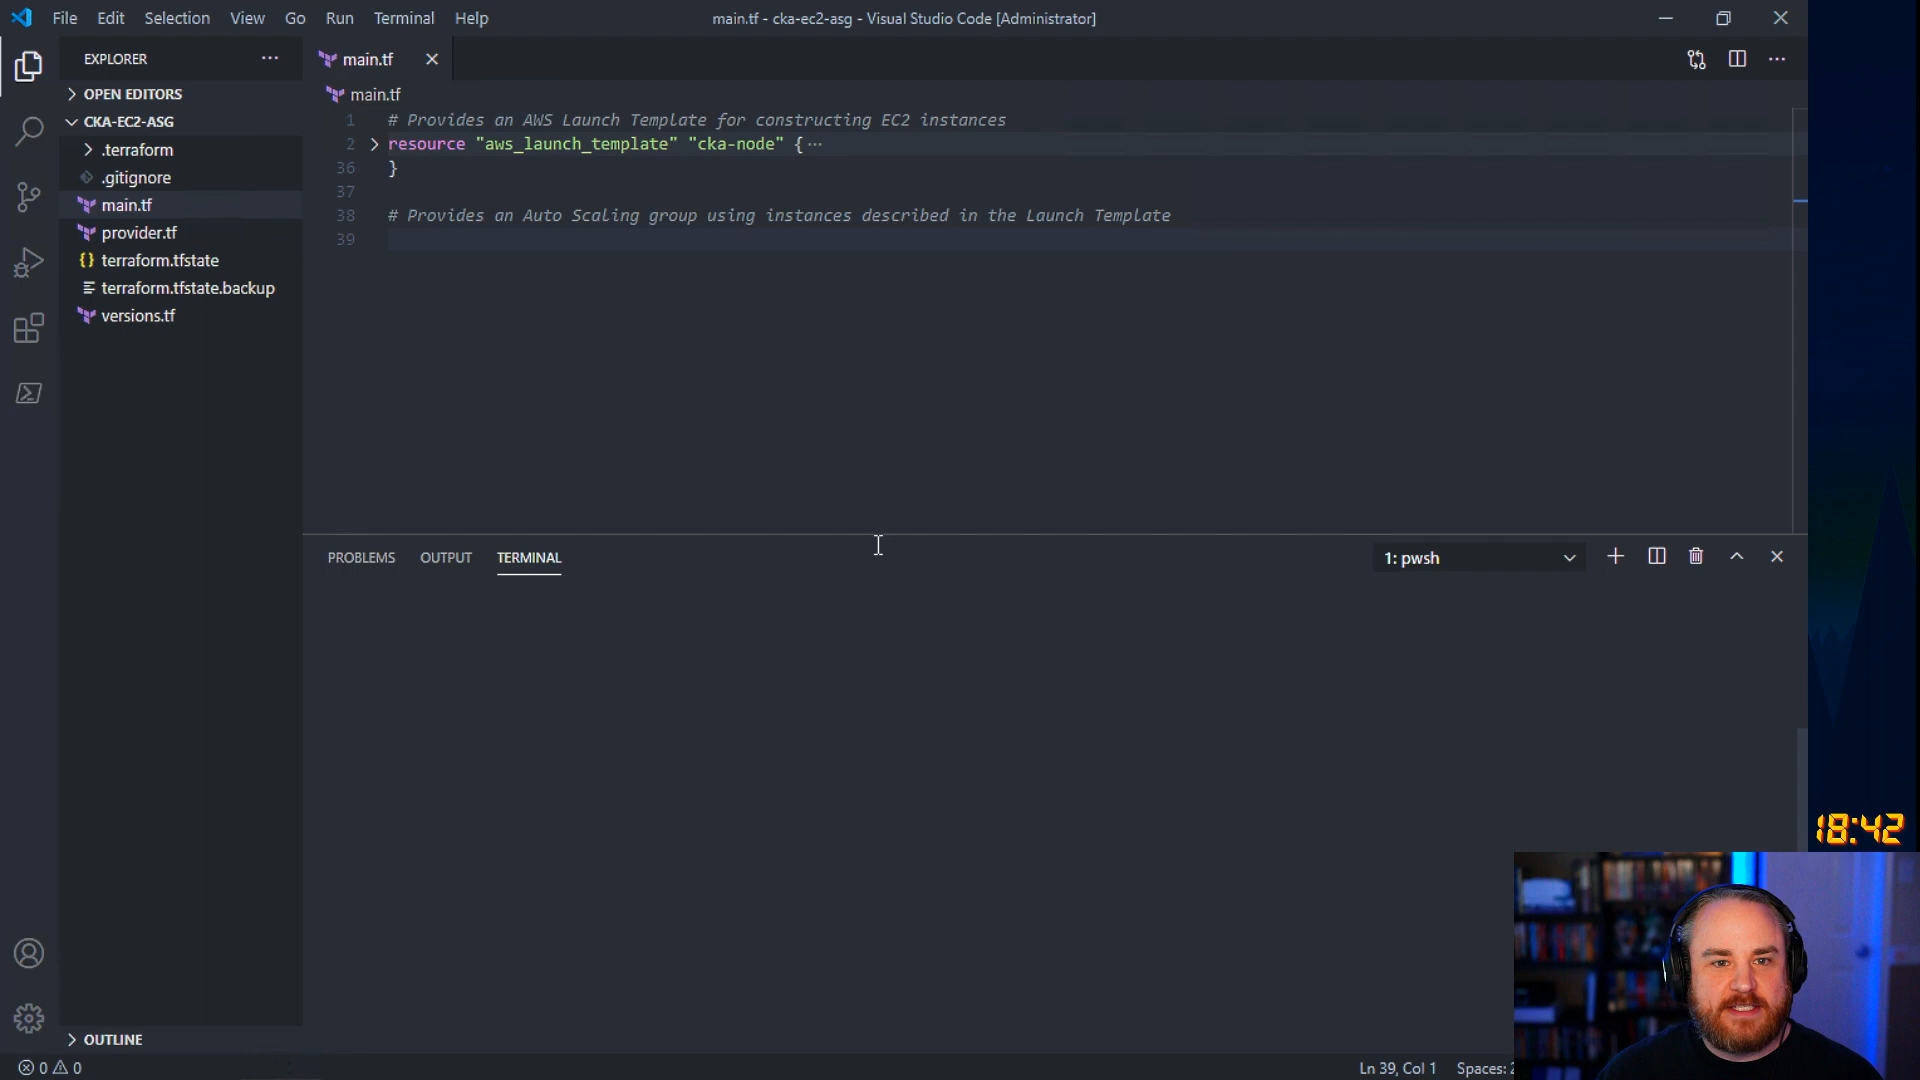 File Edit Selection View Go Run Terminal Help
main.tf - cka-ec2-asg - Visual Studio Code [Administrator]
EXPLORER
main.tf
OPEN EDITORS
CKA-EC2-ASG
.terraform
.gitignore
main.tf
provider.tf
terraform.tfstate
terraform.tfstate.backup
versions.tf
main.tf
1 # Provides an AWS Launch Template for constructing EC2 instances
2 resource "aws_launch_template" "cka-node" {···
36 }
37
38 # Provides an Auto Scaling group using instances described in the Launch Template
39
PROBLEMS OUTPUT TERMINAL
1: pwsh
18:42
OUTLINE
0 0
Ln 39, Col 1 Spaces: